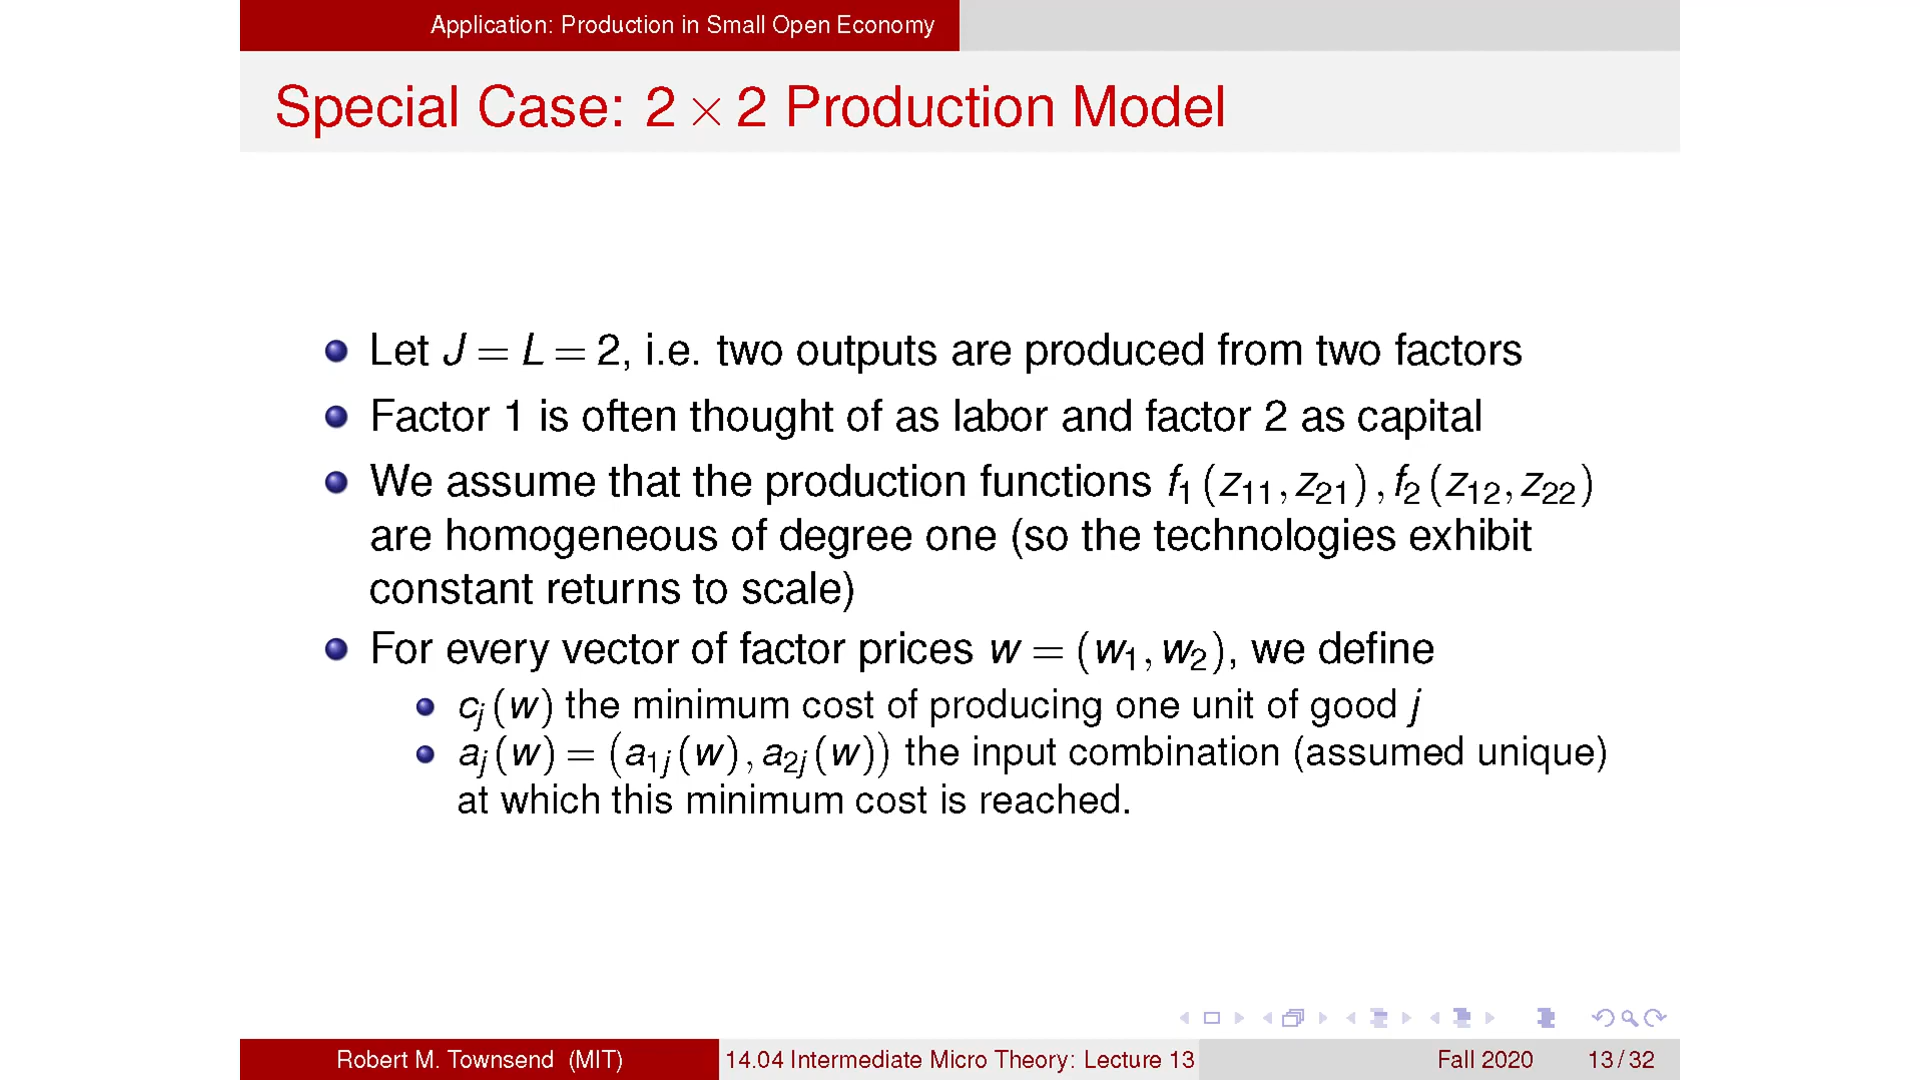 Application: Production in Small Open Economy
Special Case: 2 × 2 Production Model
Let J = L = 2, i.e. two outputs are produced from two factors
Factor 1 is often thought of as labor and factor 2 as capital
We assume that the production functions f₁ (z₁₁, z₂₁), f₂ (z₁₂, z₂₂)
are homogeneous of degree one (so the technologies exhibit
constant returns to scale)
For every vector of factor prices w = (w₁, w₂), we define
cⱼ (w) the minimum cost of producing one unit of good j
aⱼ (w) = (a₁ⱼ (w), a₂ⱼ (w)) the input combination (assumed unique)
at which this minimum cost is reached.
Robert M. Townsend (MIT)
14.04 Intermediate Micro Theory: Lecture 13
Fall 2020
13 / 32